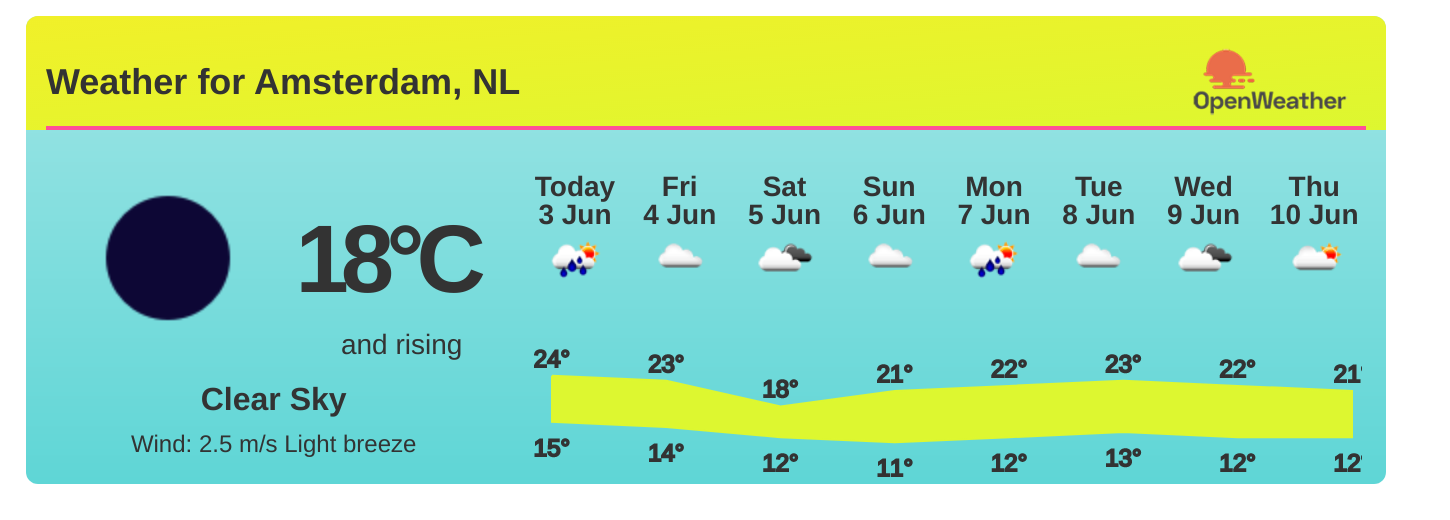 Weather for Amsterdam, NL
OpenWeather
Today Fri Sat Sun Mon Tue Wed Thu
3 Jun 4 Jun 5 Jun 6 Jun 7 Jun 8 Jun 9 Jun 10 Jun
18°C
and rising
Clear Sky
Wind: 2.5 m/s Light breeze
24° 23° 18° 21° 22° 23° 22° 21°
15° 14° 12° 11° 12° 13° 12° 12°